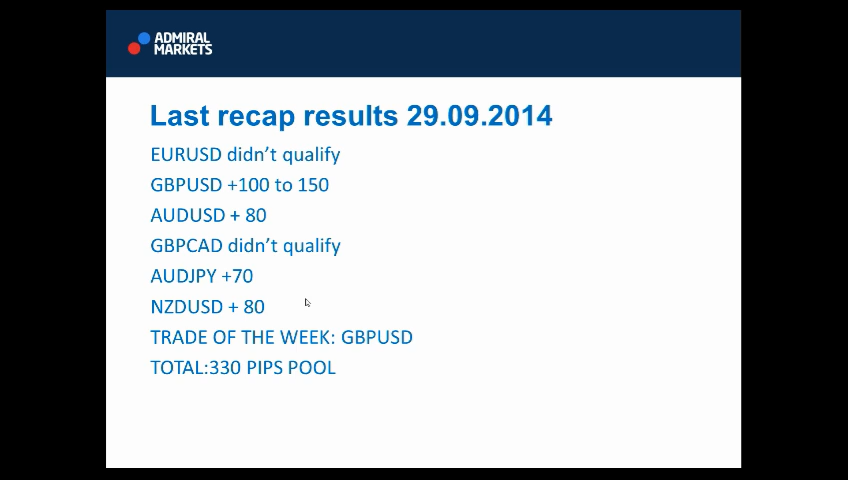 ADMIRAL
MARKETS
Last recap results 29.09.2014
EURUSD didn’t qualify
GBPUSD +100 to 150
AUDUSD + 80
GBPCAD didn’t qualify
AUDJPY +70
NZDUSD + 80
TRADE OF THE WEEK: GBPUSD
TOTAL:330 PIPS POOL